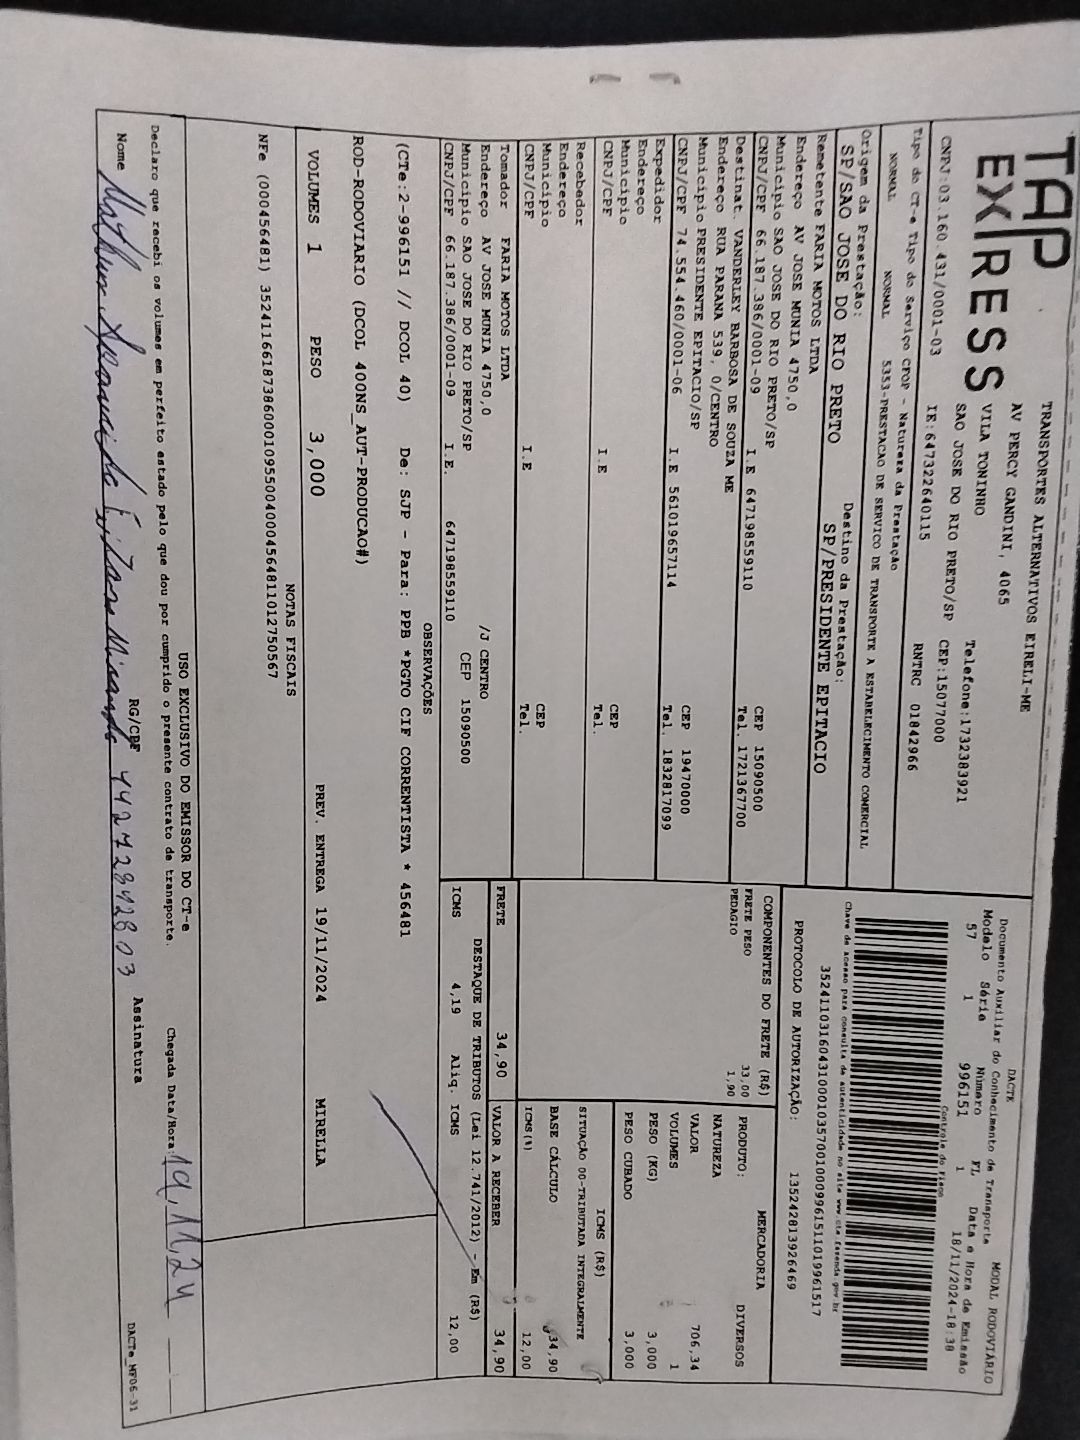 TAP EXPRESS
TRANSPORTES ALTERNATIVOS EIRELI-ME
AV PERCY GANDINI, 4065
VILA TONINHO Telefone:1732383921
SAO JOSE DO RIO PRETO/SP CEP:15077000
CNPJ:03.160.431/0001-03 IE:647322640115 RNTRC 01842966
Tipo do CT-e Tipo do Serviço CFOP - Natureza da Prestação
NORMAL NORMAL 5353-PRESTACAO DE SERVICO DE TRANSPORTE A ESTABELECIMENTO COMERCIAL
Origem da Prestação: Destino da Prestação:
SP/SAO JOSE DO RIO PRETO SP/PRESIDENTE EPITACIO
DACTE MODAL RODOVIÁRIO
Documento Auxiliar do Conhecimento de Transporte
Modelo Série Número FL Data e Hora de Emissão
57 1 996151 1 18/11/2024-18:38
Controle do Fisco
Chave de acesso para consulta de autenticidade no site www.cte.fazenda.gov.br
35241103160431000103570010009961511019961517
PROTOCOLO DE AUTORIZAÇÃO: 135242813926469
Remetente FARIA MOTOS LTDA
Endereço AV JOSE MUNIA 4750,0
Município SAO JOSE DO RIO PRETO/SP CEP 15090500
CNPJ/CPF 66.187.386/0001-09 I.E 647198559110 Tel. 1721367700
Destinat. VANDERLEY BARBOSA DE SOUZA ME
Endereço RUA PARANA 539, 0/CENTRO
Município PRESIDENTE EPITACIO/SP CEP 19470000
CNPJ/CPF 74.554.460/0001-06 I.E 561019657114 Tel. 1832817099
Expedidor
Endereço
Município CEP
CNPJ/CPF I.E Tel.
Recebedor
Endereço
Município CEP
CNPJ/CPF I.E Tel.
Tomador FARIA MOTOS LTDA
Endereço AV JOSE MUNIA 4750,0 /J CENTRO
Município SAO JOSE DO RIO PRETO/SP CEP 15090500
CNPJ/CPF 66.187.386/0001-09 I.E. 647198559110
COMPONENTES DO FRETE (R$)
FRETE PESO 33,00
PEDAGIO 1,90
MERCADORIA
PRODUTO: DIVERSOS
NATUREZA
VALOR 706,34
VOLUMES 1
PESO (KG) 3,000
PESO CUBADO 3,000
ICMS (R$)
SITUAÇÃO 00-TRIBUTADA INTEGRALMENTE
BASE CÁLCULO 34,90
ICMS(%) 12,00
FRETE 34,90 VALOR A RECEBER 34,90
DESTAQUE DE TRIBUTOS (Lei 12.741/2012) - Em (R$)
ICMS 4,19 Aliq. ICMS 12,00
OBSERVAÇÕES
(CTe:2-996151 // DCOL 40) De: SJP - Para: PPB *PGTO CIF CORRENTISTA * 456481
ROD-RODOVIARIO (DCOL 400NS_AUT-PRODUCAO#)
VOLUMES 1 PESO 3,000 PREV. ENTREGA 19/11/2024 MIRELLA
NOTAS FISCAIS
NFe (000456481) 35241166187386000109550040004564811012750567
USO EXCLUSIVO DO EMISSOR DO CT-e
Declaro que recebi os volumes em perfeito estado pelo que dou por cumprido o presente contrato de transporte. Chegada Data/Hora: 19/11/24
Nome RG/CPF 44272892803 Assinatura
DACTe_MF06-31